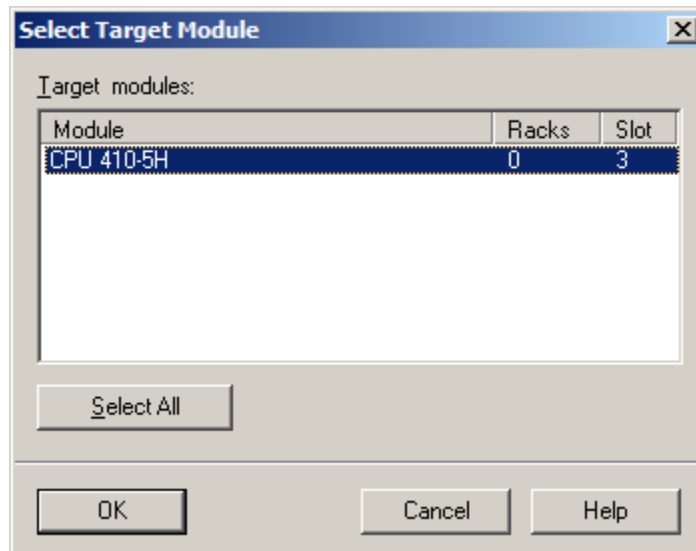 Select Target Module
Target modules:
Module Racks Slot
CPU 410-5H 0 3
Select All
OK Cancel Help